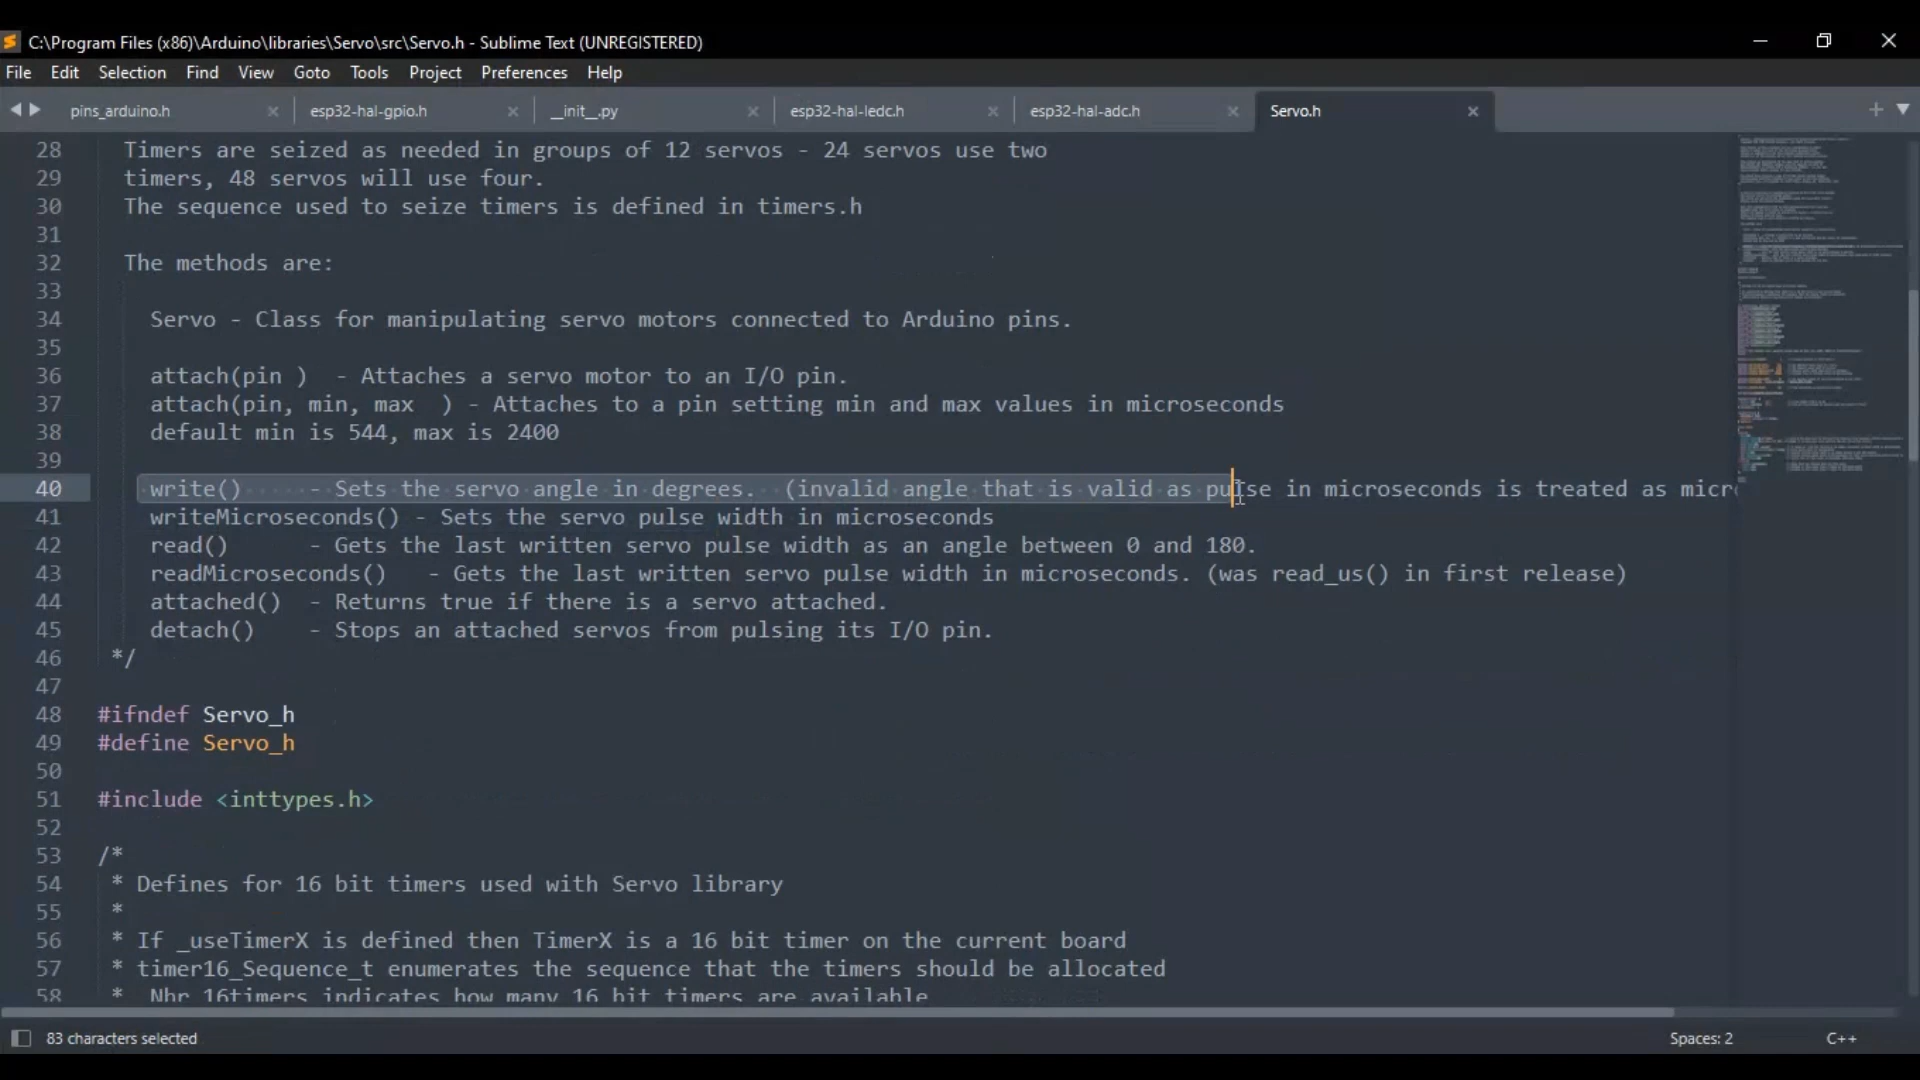 C:\Program Files (x86)\Arduino\libraries\Servo\src\Servo.h - Sublime Text (UNREGISTERED)
File Edit Selection Find View Goto Tools Project Preferences Help
pins_arduino.h esp32-hal-gpio.h __init__.py esp32-hal-ledc.h esp32-hal-adc.h Servo.h
28 Timers are seized as needed in groups of 12 servos - 24 servos use two
29 timers, 48 servos will use four.
30 The sequence used to seize timers is defined in timers.h
31
32 The methods are:
33
34 Servo - Class for manipulating servo motors connected to Arduino pins.
35
36 attach(pin )  - Attaches a servo motor to an I/O pin.
37 attach(pin, min, max  ) - Attaches to a pin setting min and max values in microseconds
38 default min is 544, max is 2400
39
40 write()     - Sets the servo angle in degrees.  (invalid angle that is valid as pulse in microseconds is treated as micr
41 writeMicroseconds() - Sets the servo pulse width in microseconds
42 read()      - Gets the last written servo pulse width as an angle between 0 and 180.
43 readMicroseconds()   - Gets the last written servo pulse width in microseconds. (was read_us() in first release)
44 attached()  - Returns true if there is a servo attached.
45 detach()    - Stops an attached servos from pulsing its I/O pin.
46 */
47
48 #ifndef Servo_h
49 #define Servo_h
50
51 #include <inttypes.h>
52
53 /*
54 * Defines for 16 bit timers used with Servo library
55 *
56 * If _useTimerX is defined then TimerX is a 16 bit timer on the current board
57 * timer16_Sequence_t enumerates the sequence that the timers should be allocated
58 * _Nbr_16timers indicates how many 16 bit timers are available
83 characters selected Spaces: 2 C++